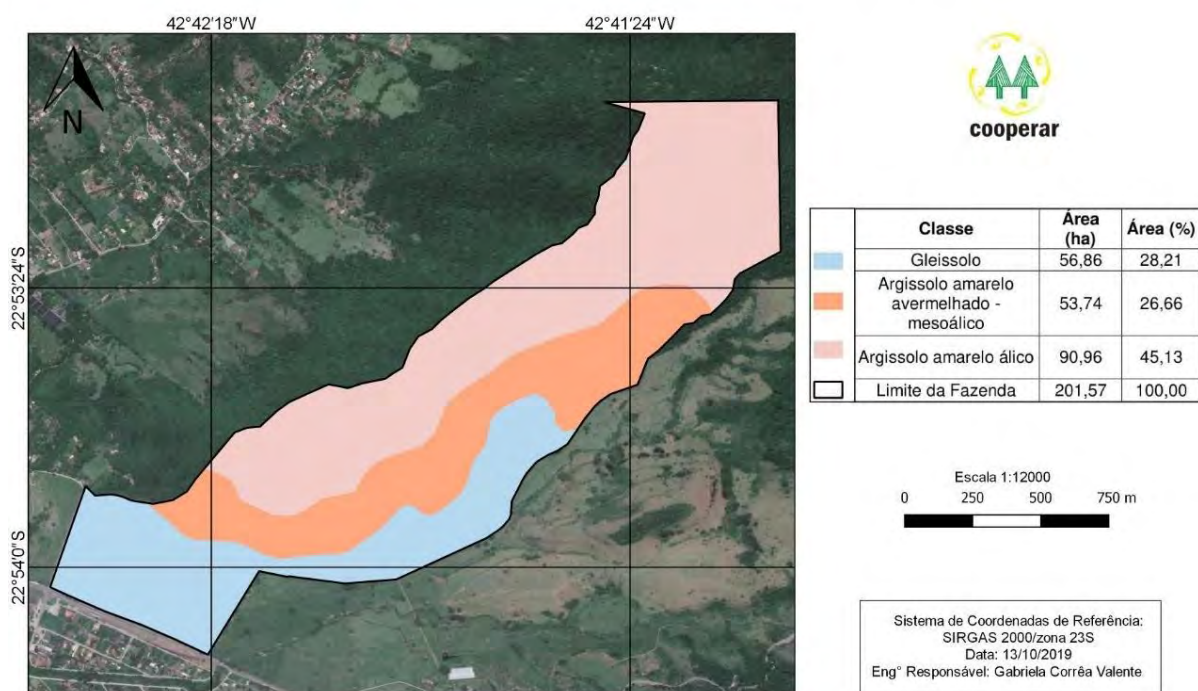 42°42'18"W
42°41'24"W
N
22°53'24"S
22°54'0"S
cooperar
Classe Área (ha) Área (%)
Gleissolo 56,86 28,21
Argissolo amarelo
avermelhado -
mesoálico
53,74 26,66
Argissolo amarelo álico 90,96 45,13
Limite da Fazenda 201,57 100,00
Escala 1:12000
0 250 500 750 m
Sistema de Coordenadas de Referência:
SIRGAS 2000/zona 23S
Data: 13/10/2019
Eng° Responsável: Gabriela Corrêa Valente